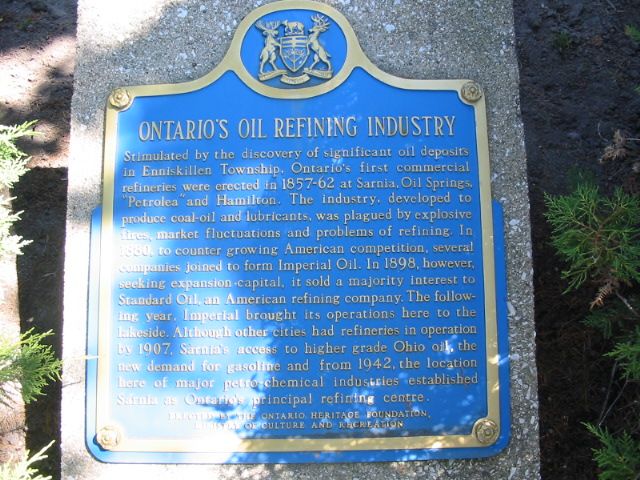 ONTARIO'S OIL REFINING INDUSTRY
Stimulated by the discovery of significant oil deposits
in Enniskillen Township, Ontario's first commercial
refineries were erected in 1857-62 at Sarnia, Oil Springs,
"Petrolea" and Hamilton. The industry, developed to
produce coal-oil and lubricants, was plagued by explosive
fires, market fluctuations and problems of refining. In
1880, to counter growing American competition, several
companies joined to form Imperial Oil. In 1898, however,
seeking expansion capital, it sold a majority interest to
Standard Oil, an American refining company. The follow-
ing year, Imperial brought its operations here to the
lakeside. Although other cities had refineries in operation
by 1907, Sarnia's access to higher grade Ohio oil, the
new demand for gasoline and from 1942, the location
here of major petro-chemical industries established
Sarnia as Ontario's principal refining centre.
ERECTED BY THE ONTARIO HERITAGE FOUNDATION,
MINISTRY OF CULTURE AND RECREATION